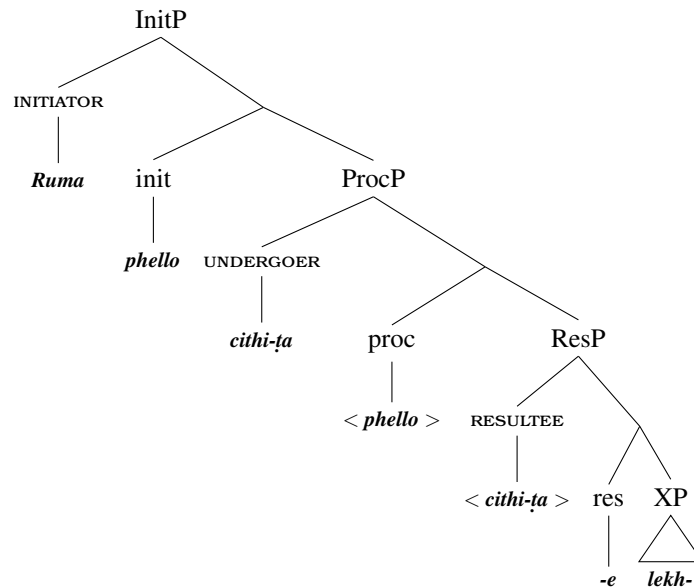 InitP
INITIATOR
Ruma
init
ProcP
phello
UNDERGOER
cithi-ṭa
proc
ResP
< phello >
RESULTEE
< cithi-ṭa >
res
XP
-e
lekh-